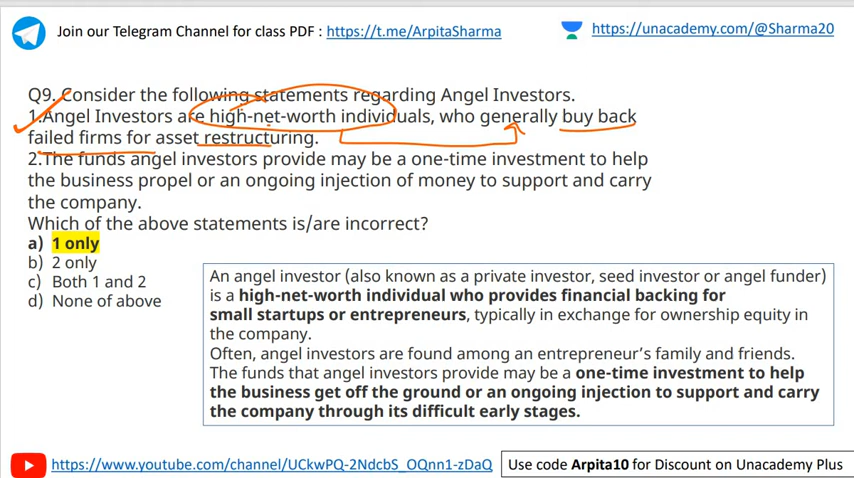 Join our Telegram Channel for class PDF : https://t.me/ArpitaSharma
https://unacademy.com/@Sharma20
Q9. Consider the following statements regarding Angel Investors.
1.Angel Investors are high-net-worth individuals, who generally buy back
failed firms for asset restructuring.
2.The funds angel investors provide may be a one-time investment to help
the business propel or an ongoing injection of money to support and carry
the company.
Which of the above statements is/are incorrect?
a) 1 only
b) 2 only
c) Both 1 and 2
d) None of above
An angel investor (also known as a private investor, seed investor or angel funder)
is a high-net-worth individual who provides financial backing for
small startups or entrepreneurs, typically in exchange for ownership equity in
the company.
Often, angel investors are found among an entrepreneur’s family and friends.
The funds that angel investors provide may be a one-time investment to help
the business get off the ground or an ongoing injection to support and carry
the company through its difficult early stages.
https://www.youtube.com/channel/UCkwPQ-2NdcbS_OQnn1-zDaQ
Use code Arpita10 for Discount on Unacademy Plus